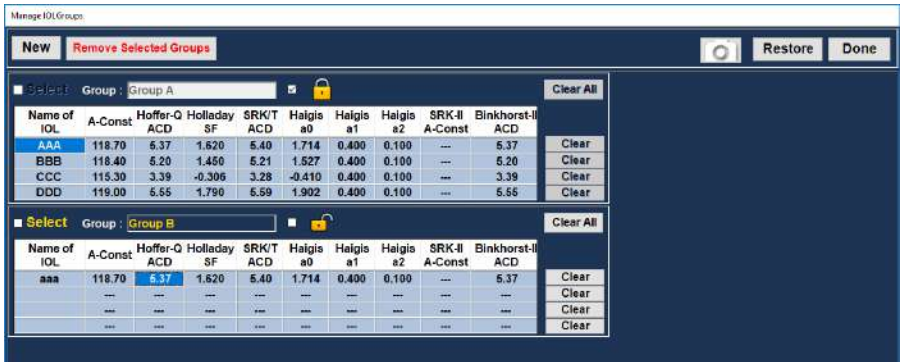 Manage IOLGroups
New Remove Selected Groups Restore Done
Select Group : Group A Clear All
Name of IOL A-Const Hoffer-Q ACD Holladay SF SRK/T ACD Haigis a0 Haigis a1 Haigis a2 SRK-II A-Const Binkhorst-II ACD
AAA 118.70 5.37 1.620 5.40 1.714 0.400 0.100 --- 5.37 Clear
BBB 118.40 5.20 1.450 5.21 1.527 0.400 0.100 --- 5.20 Clear
CCC 115.30 3.39 -0.306 3.28 -0.410 0.400 0.100 --- 3.39 Clear
DDD 119.00 5.55 1.790 5.59 1.902 0.400 0.100 --- 5.55 Clear
Select Group : Group B Clear All
Name of IOL A-Const Hoffer-Q ACD Holladay SF SRK/T ACD Haigis a0 Haigis a1 Haigis a2 SRK-II A-Const Binkhorst-II ACD
aaa 118.70 5.37 1.620 5.40 1.714 0.400 0.100 --- 5.37 Clear
--- --- --- --- --- --- --- --- --- --- Clear
--- --- --- --- --- --- --- --- --- --- Clear
--- --- --- --- --- --- --- --- --- --- Clear